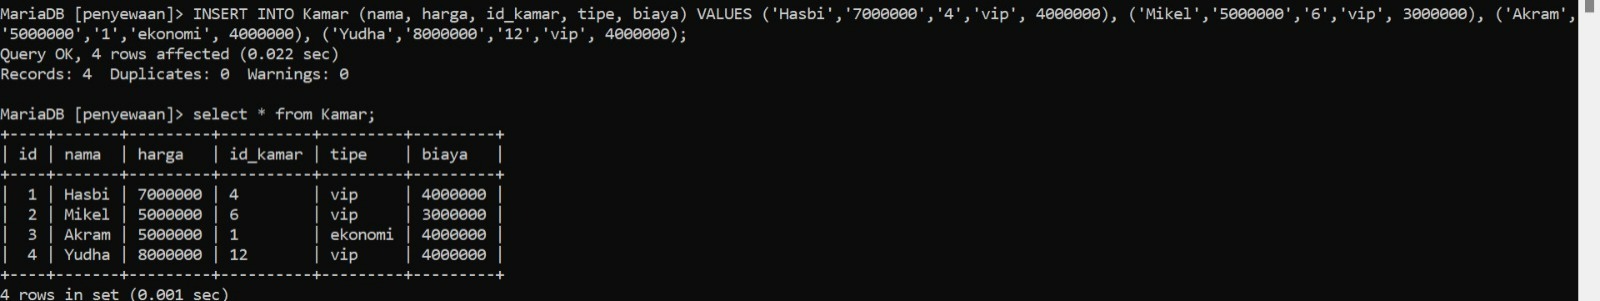 MariaDB [penyewaan]> INSERT INTO Kamar (nama, harga, id_kamar, tipe, biaya) VALUES ('Hasbi','7000000','4','vip', 4000000), ('Mikel','5000000','6','vip', 3000000), ('Akram',
'5000000','1','ekonomi', 4000000), ('Yudha','8000000','12','vip', 4000000);
Query OK, 4 rows affected (0.022 sec)
Records: 4  Duplicates: 0  Warnings: 0

MariaDB [penyewaan]> select * from Kamar;
+----+-------+---------+----------+---------+---------+
| id | nama  | harga   | id_kamar | tipe    | biaya   |
+----+-------+---------+----------+---------+---------+
|  1 | Hasbi | 7000000 | 4        | vip     | 4000000 |
|  2 | Mikel | 5000000 | 6        | vip     | 3000000 |
|  3 | Akram | 5000000 | 1        | ekonomi | 4000000 |
|  4 | Yudha | 8000000 | 12       | vip     | 4000000 |
+----+-------+---------+----------+---------+---------+
4 rows in set (0.001 sec)